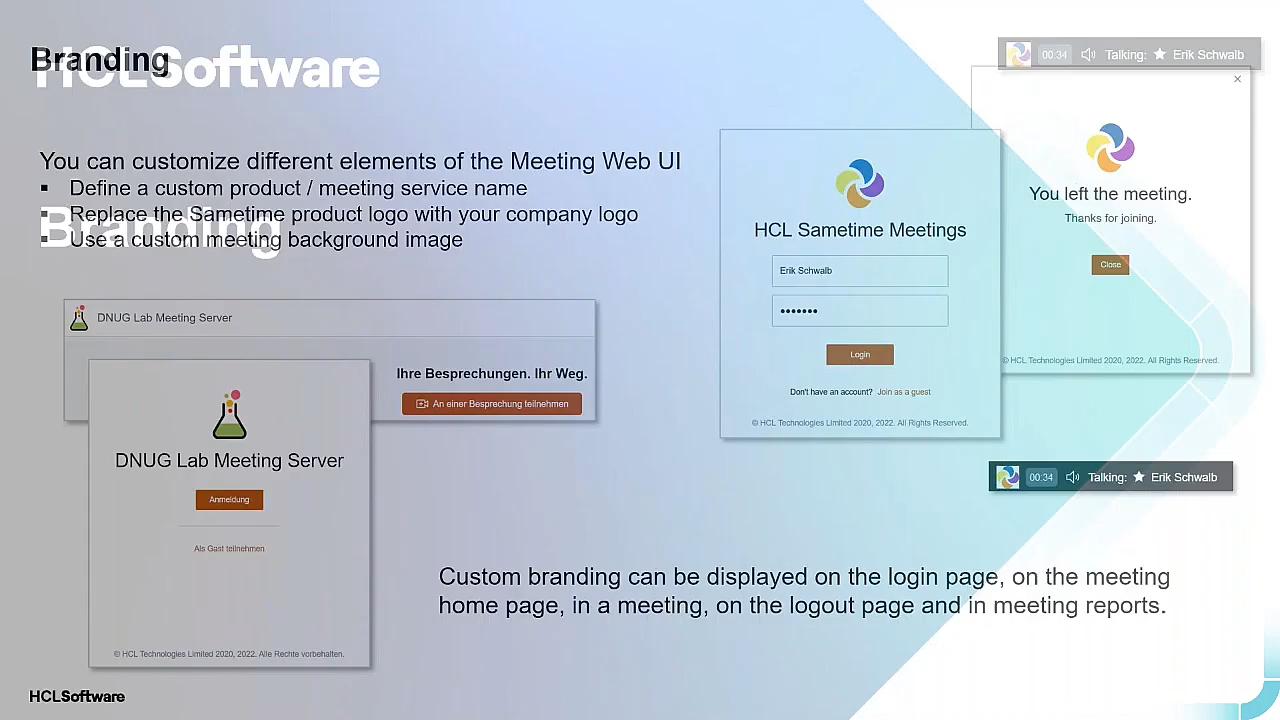 Branding
HCLSoftware
You can customize different elements of the Meeting Web UI
▪ Define a custom product / meeting service name
▪ Replace the Sametime product logo with your company logo
▪ Use a custom meeting background image
Branding
DNUG Lab Meeting Server
Ihre Besprechungen. Ihr Weg.
An einer Besprechung teilnehmen
DNUG Lab Meeting Server
Anmeldung
Als Gast teilnehmen
© HCL Technologies Limited 2020, 2022. Alle Rechte vorbehalten.
HCL Sametime Meetings
Erik Schwalb
•••••••
Login
Don't have an account? Join as a guest
© HCL Technologies Limited 2020, 2022. All Rights Reserved.
00:34 Talking: ★ Erik Schwalb
×
You left the meeting.
Thanks for joining.
Close
© HCL Technologies Limited 2020, 2022. All Rights Reserved.
00:34 Talking: ★ Erik Schwalb
Custom branding can be displayed on the login page, on the meeting
home page, in a meeting, on the logout page and in meeting reports.
HCLSoftware